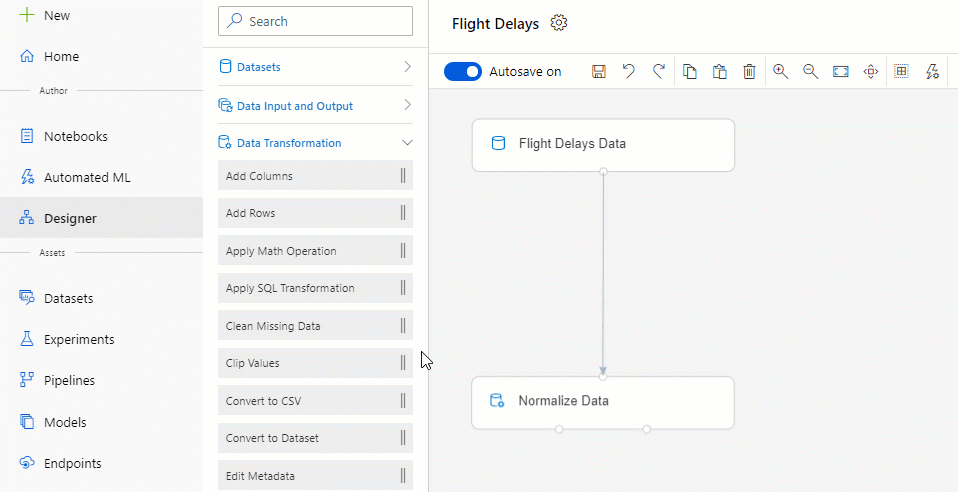 New
Home
Author
Notebooks
Automated ML
Designer
Assets
Datasets
Experiments
Pipelines
Models
Endpoints
Search
Datasets
Data Input and Output
Data Transformation
Add Columns
Add Rows
Apply Math Operation
Apply SQL Transformation
Clean Missing Data
Clip Values
Convert to CSV
Convert to Dataset
Edit Metadata
Flight Delays
Autosave on
Flight Delays Data
Normalize Data